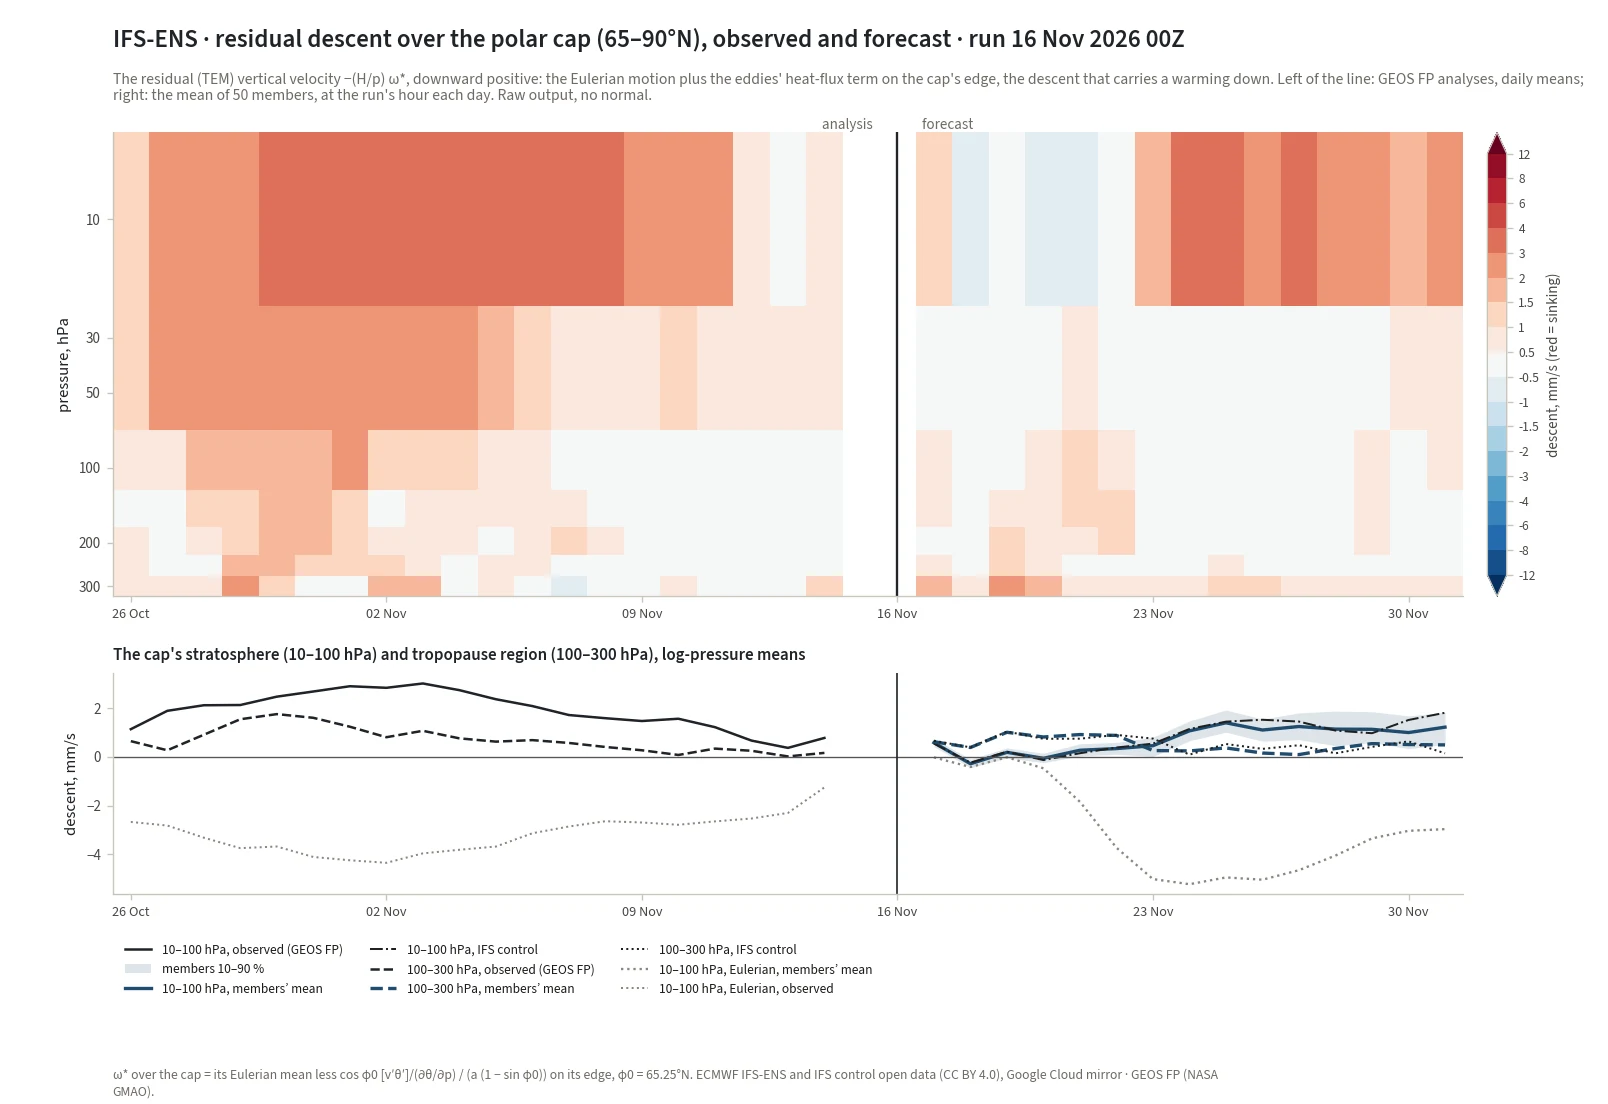 IFS-ENS · residual descent over the polar cap (65–90°N), observed and forecast · run 16 Nov 2026 00Z
The residual (TEM) vertical velocity −(H/p) ω*, downward positive: the Eulerian motion plus the eddies' heat-flux term on the cap's edge, the descent that carries a warming down. Left of the line: GEOS FP analyses, daily means;
right: the mean of 50 members, at the run's hour each day. Raw output, no normal.
analysis
forecast
pressure, hPa
10
30
50
100
200
300
26 Oct
02 Nov
09 Nov
16 Nov
23 Nov
30 Nov
12
8
6
4
3
2
1.5
1
0.5
-0.5
-1
-1.5
-2
-3
-4
-6
-8
-12
descent, mm/s (red = sinking)
The cap's stratosphere (10–100 hPa) and tropopause region (100–300 hPa), log-pressure means
descent, mm/s
2
0
−2
−4
26 Oct
02 Nov
09 Nov
16 Nov
23 Nov
30 Nov
10–100 hPa, observed (GEOS FP)
members 10–90 %
10–100 hPa, members’ mean
10–100 hPa, IFS control
100–300 hPa, observed (GEOS FP)
100–300 hPa, members’ mean
100–300 hPa, IFS control
10–100 hPa, Eulerian, members’ mean
10–100 hPa, Eulerian, observed
ω* over the cap = its Eulerian mean less cos φ0 [v′θ′]/(∂θ/∂p) / (a (1 − sin φ0)) on its edge, φ0 = 65.25°N. ECMWF IFS-ENS and IFS control open data (CC BY 4.0), Google Cloud mirror · GEOS FP (NASA
GMAO).